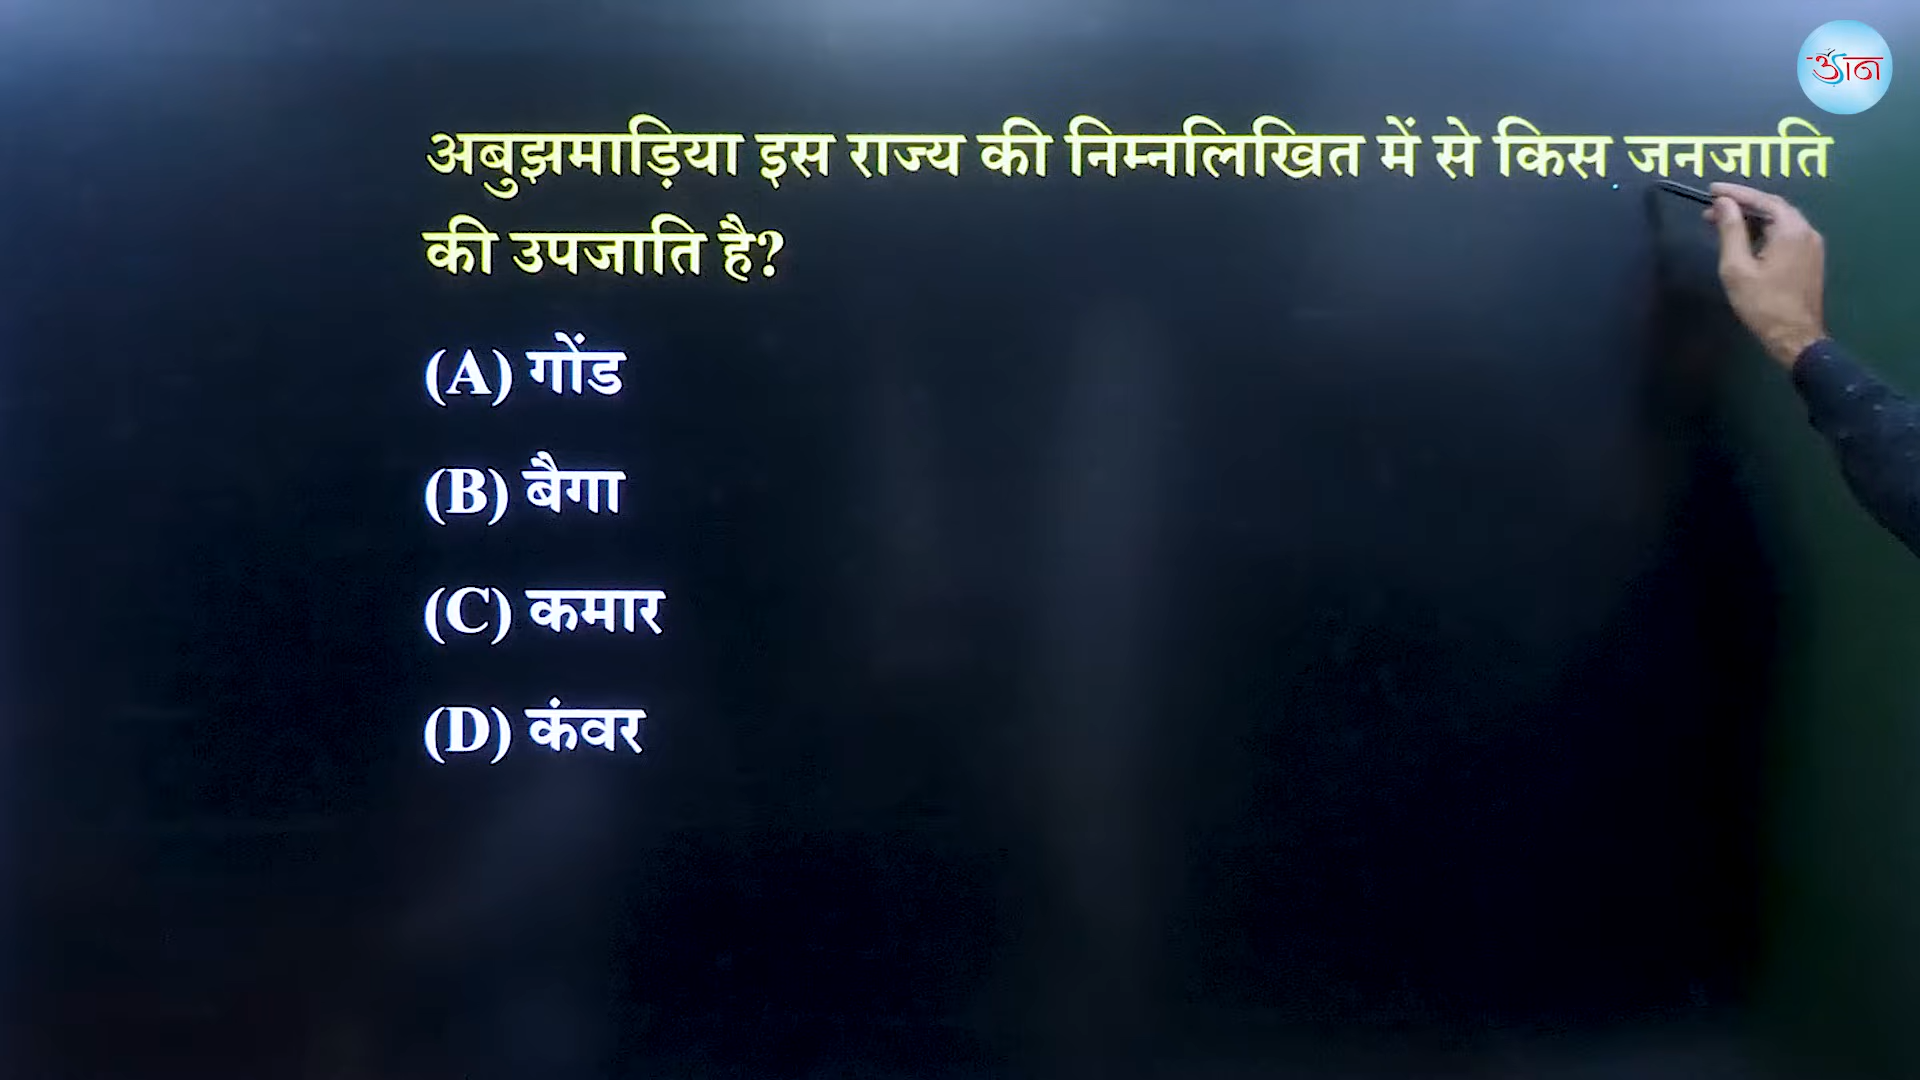 ज्ञान
अबुझमाड़िया इस राज्य की निम्नलिखित में से किस जनजाति
की उपजाति है?
(A) गोंड
(B) बैगा
(C) कमार
(D) कंवर